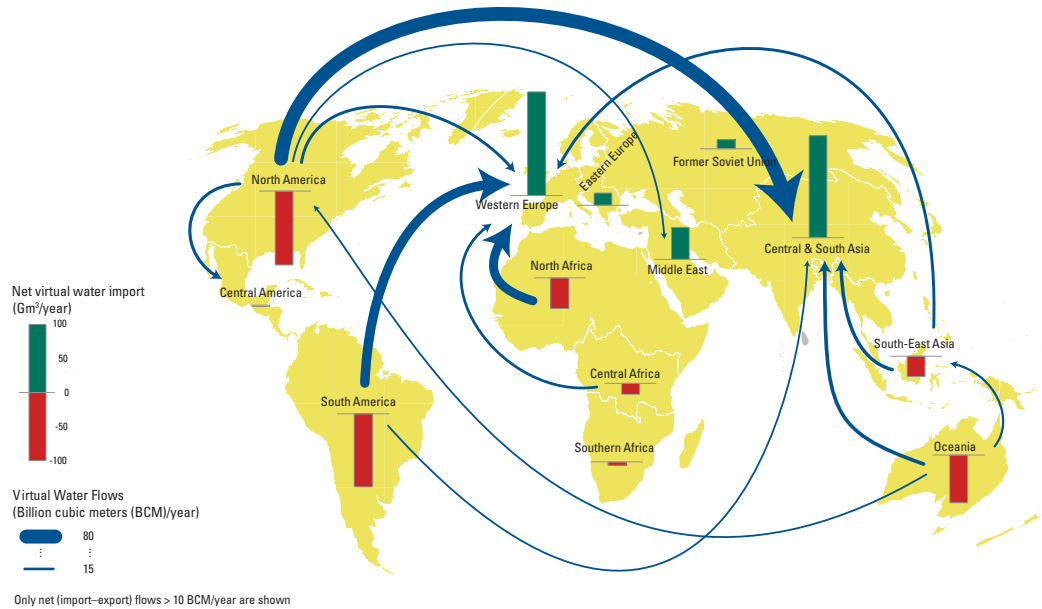 Eastern Europe
Former Soviet Union
North America
Western Europe
Central & South Asia
North Africa
Middle East
Central America
Net virtual water import
(Gm³/year)
100
50
0
-50
-100
South-East Asia
Central Africa
South America
Southern Africa
Oceania
Virtual Water Flows
(Billion cubic meters (BCM)/year)
80
15
Only net (import–export) flows > 10 BCM/year are shown